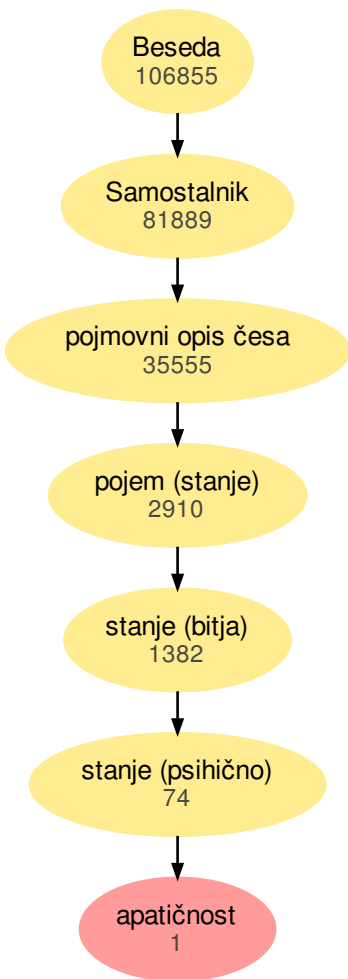 Beseda
106855
Samostalnik
81889
pojmovni opis česa
35555
pojem (stanje)
2910
stanje (bitja)
1382
stanje (psihično)
74
apatičnost
1